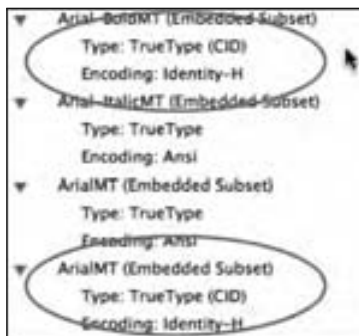 Arial-BoldMT (Embedded Subset)
Type: TrueType (CID)
Encoding: Identity-H
Arial-ItalicMT (Embedded Subset)
Type: TrueType
Encoding: Ansi
ArialMT (Embedded Subset)
Type: TrueType
Encoding: Ansi
ArialMT (Embedded Subset)
Type: TrueType (CID)
Encoding: Identity-H